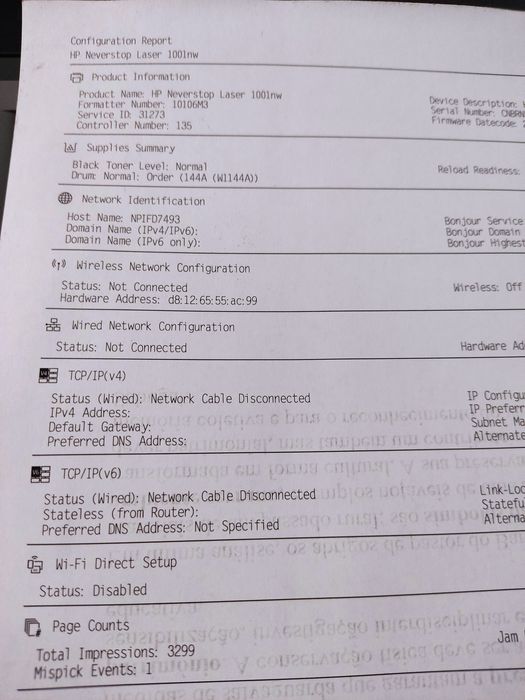 Configuration Report
HP Neverstop Laser 1001nw
Product Information
Product Name: HP Neverstop Laser 1001nw
Formatter Number: 10106M3
Service ID: 31273
Controller Number: 135
Device Description:
Serial Number:
Firmware Datecode:
Supplies Summary
Black Toner Level: Normal
Drum: Normal: Order (144A (W1144A))
Reload Readiness:
Network Identification
Host Name: NPIFD7493
Domain Name (IPv4/IPv6):
Domain Name (IPv6 only):
Bonjour Service
Bonjour Domain
Bonjour Highest
Wireless Network Configuration
Status: Not Connected
Hardware Address: d8:12:65:55:ac:99
Wireless: Off
Wired Network Configuration
Status: Not Connected
Hardware Ad
TCP/IP(v4)
Status (Wired): Network Cable Disconnected
IPv4 Address:
Default Gateway:
Preferred DNS Address:
IP Configu
IP Preferr
Subnet Ma
Alternate
TCP/IP(v6)
Status (Wired): Network Cable Disconnected
Stateless (from Router):
Preferred DNS Address: Not Specified
Link-Loc
Statefu
Alterna
Wi-Fi Direct Setup
Status: Disabled
Page Counts
Total Impressions: 3299
Mispick Events: 1
Jam